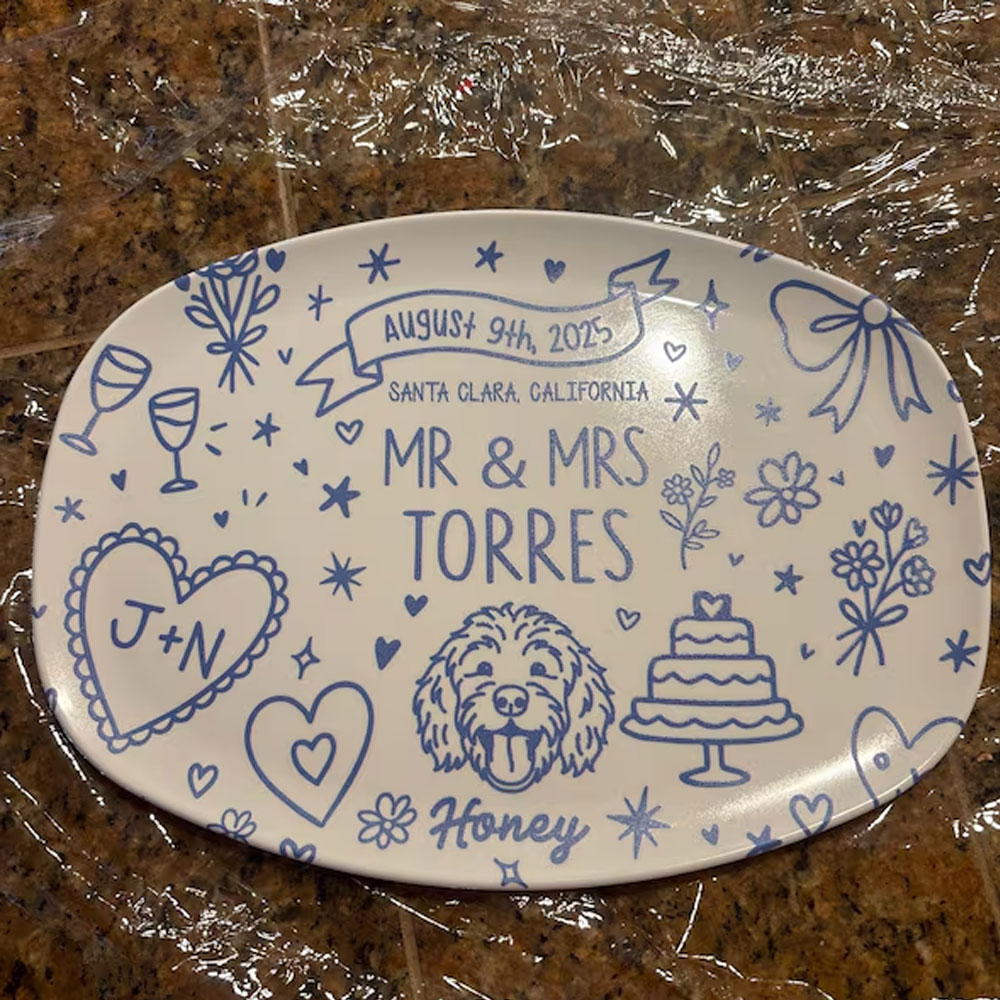 August 9th, 2025
SANTA CLARA, CALIFORNIA
MR & MRS
TORRES
J+N
Honey